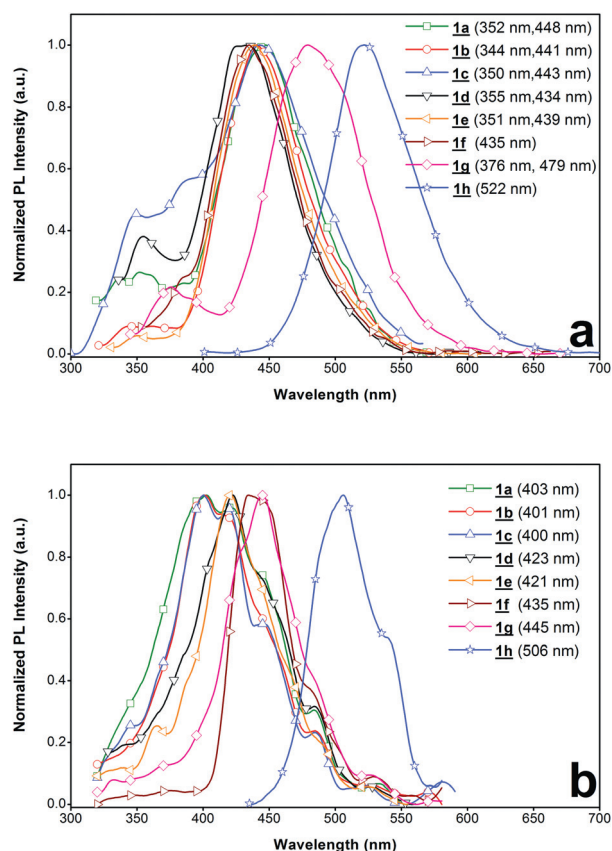 1a (352 nm,448 nm)
1b (344 nm,441 nm)
1c (350 nm,443 nm)
1d (355 nm,434 nm)
1e (351 nm,439 nm)
1f (435 nm)
1g (376 nm, 479 nm)
1h (522 nm)
Normalized PL Intensity (a.u.)
1.0
0.8
0.6
0.4
0.2
0.0
a
300 350 400 450 500 550 600 650 700
Wavelength (nm)
1a (403 nm)
1b (401 nm)
1c (400 nm)
1d (423 nm)
1e (421 nm)
1f (435 nm)
1g (445 nm)
1h (506 nm)
Normalized PL Intensity (a.u.)
1.0
0.8
0.6
0.4
0.2
0.0
b
300 350 400 450 500 550 600 650 700
Wavelength (nm)